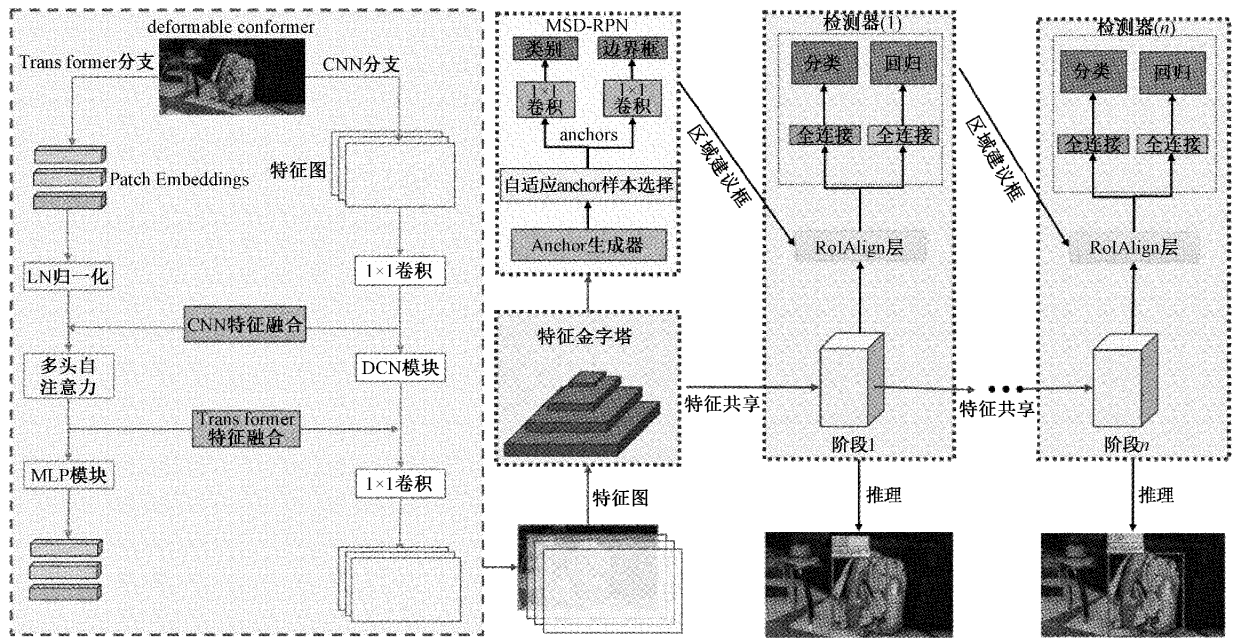 deformable conformer
Trans former分支
CNN分支
Patch Embeddings
特征图
LN归一化
1×1卷积
CNN特征融合
多头自
注意力
DCN模块
Trans former
特征融合
MLP模块
1×1卷积
MSD-RPN
类别
边界框
1×1
卷积
1×1
卷积
anchors
自适应anchor样本选择
Anchor生成器
特征金字塔
特征图
区域建议框
特征共享
检测器(1)
分类
回归
全连接
全连接
RoIAlign层
阶段1
推理
区域建议框
特征共享
检测器(n)
分类
回归
全连接
全连接
RoIAlign层
阶段n
推理